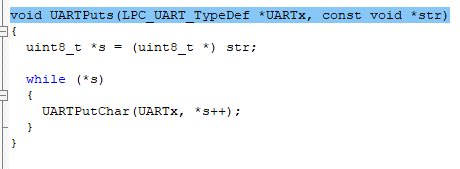 void UARTPuts(LPC_UART_TypeDef *UARTx, const void *str)
{
  uint8_t *s = (uint8_t *) str;

  while (*s)
  {
    UARTPutChar(UARTx, *s++);
  }
}